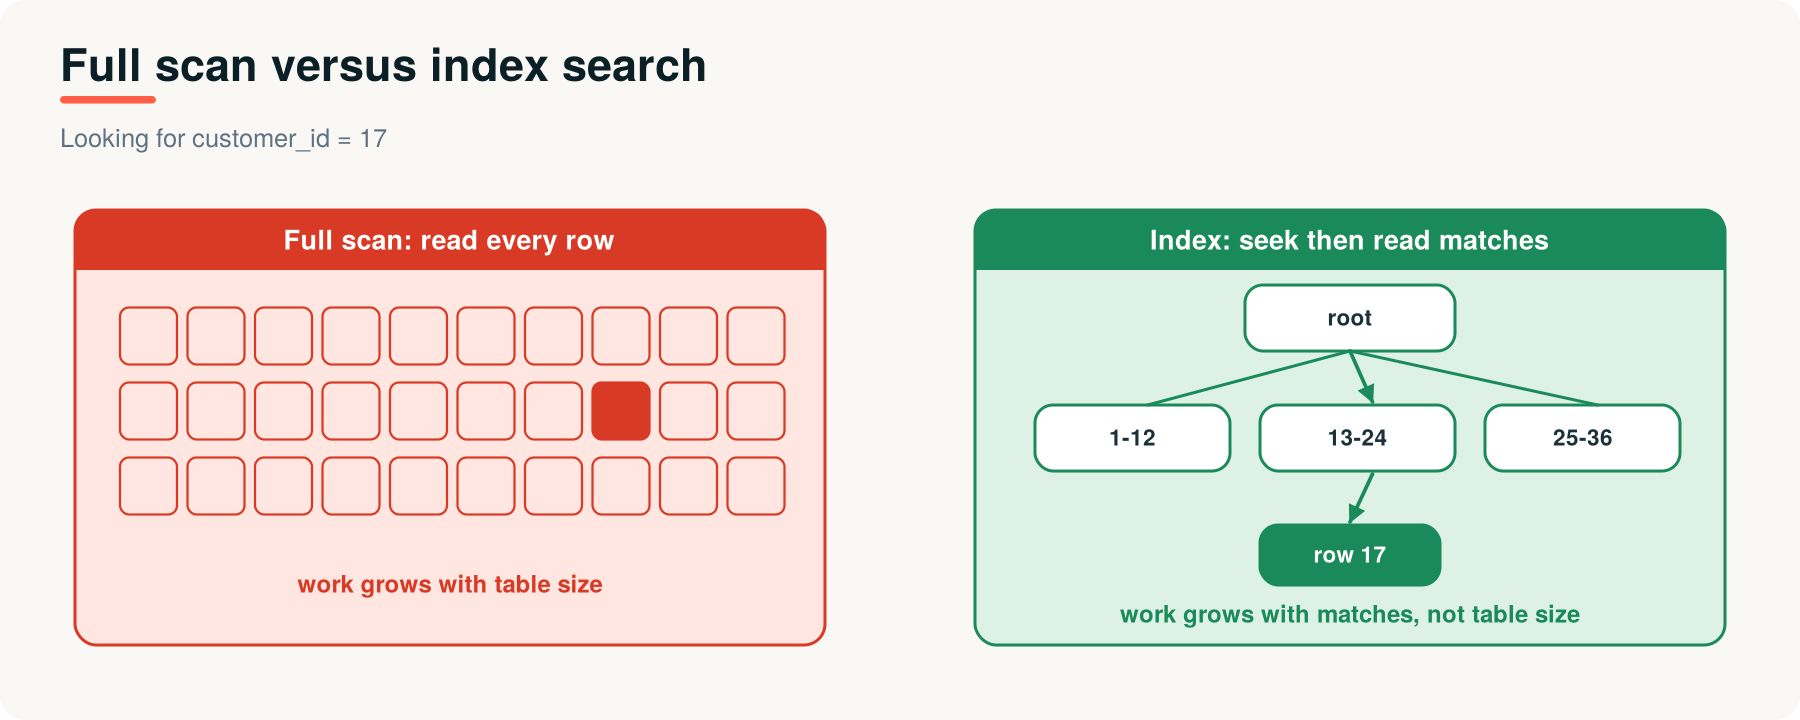 Full scan versus index search
Looking for customer_id = 17
Full scan: read every row
work grows with table size
Index: seek then read matches
root
1-12
13-24
25-36
row 17
work grows with matches, not table size